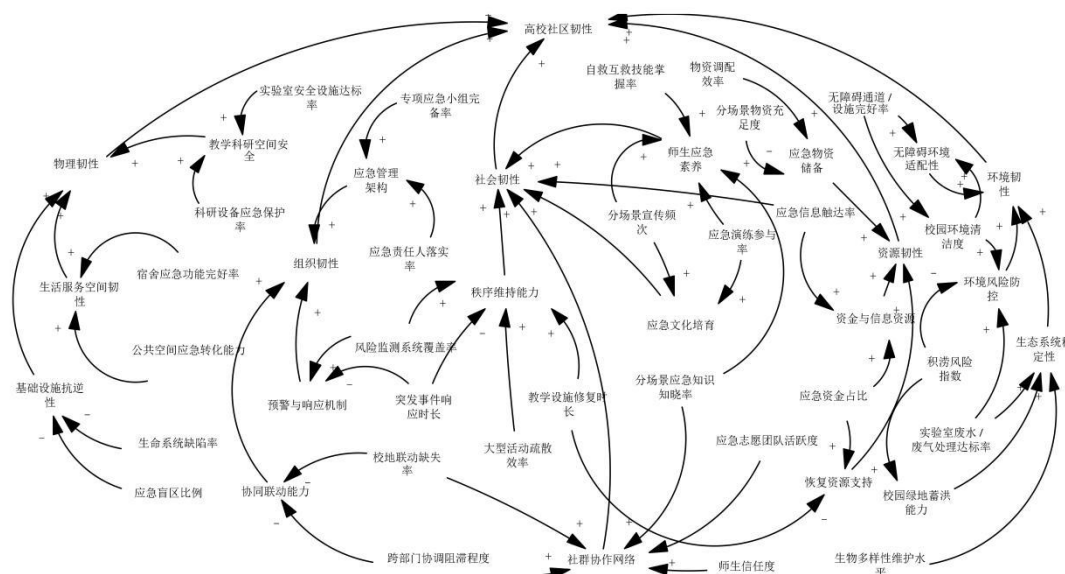 高校社区韧性
自救互救技能掌
握率
物资调配
效率
实验室安全设施达标
率
专项应急小组完
备率
分场景物资充
足度
无障碍通道 /
设施完好率
物理韧性
教学科研空间安
全
应急管理
架构
社会韧性
师生应急
素养
应急物资
储备
无障碍环境
适配性
环境韧
性
科研设备应急保护
率
应急责任人落实
率
分场景宣传频
次
应急演练参与
率
应急信息触达率
校园环境清
洁度
生活服务空间韧
性
宿舍应急功能完好率
组织韧性
秩序维持能力
资源韧性
环境风险防
控
公共空间应急转化能力
风险监测系统覆盖率
应急文化培育
资金与信息资源
生态系统稳
定性
基础设施抗逆
性
预警与响应机制
突发事件响
应时长
教学设施修复时
长
分场景应急知识
知晓率
应急资金占比
积涝风险
指数
生命系统缺陷率
校地联动缺失
率
大型活动疏散
效率
应急志愿团队活跃度
实验室废水 /
废气处理达标率
应急盲区比例
协同联动能力
恢复资源支持
校园绿地蓄洪
能力
跨部门协调阻滞程度
社群协作网络
师生信任度
生物多样性维护水
平